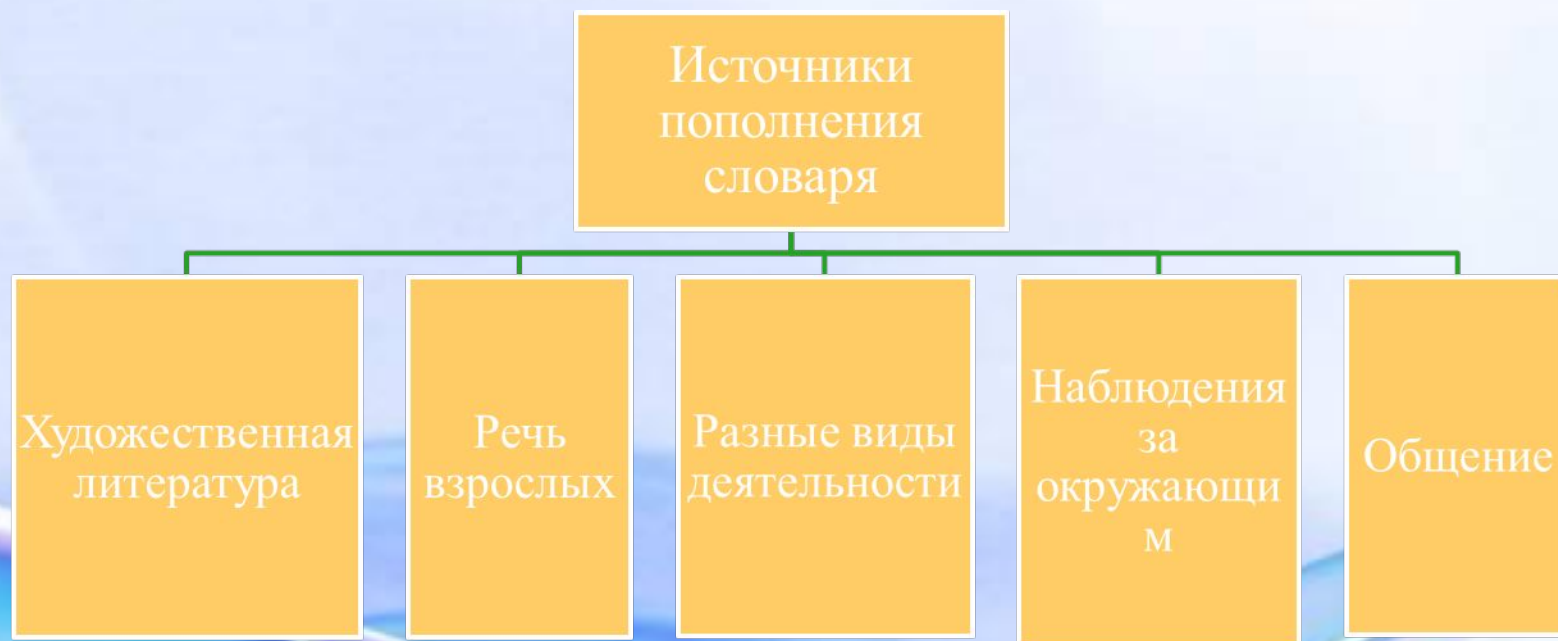 Источники
пополнения
словаря
Художественная
литература
Речь
взрослых
Разные виды
деятельности
Наблюдения
за
окружающи
м
Общение